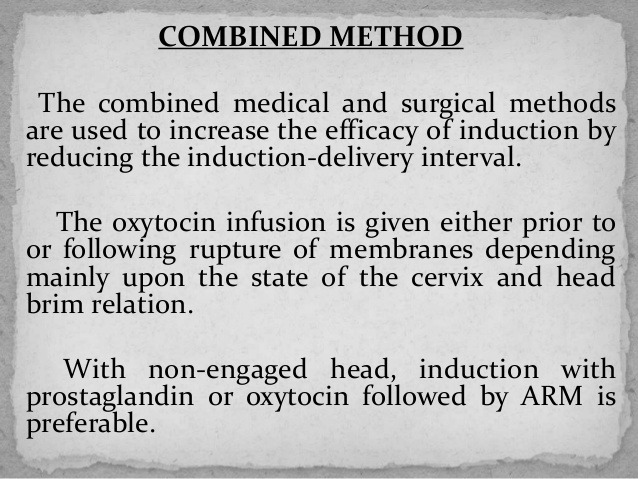 COMBINED METHOD
The combined medical and surgical methods
are used to increase the efficacy of induction by
reducing the induction-delivery interval.
The oxytocin infusion is given either prior to
or following rupture of membranes depending
mainly upon the state of the cervix and head
brim relation.
With non-engaged head, induction with
prostaglandin or oxytocin followed by ARM is
preferable.